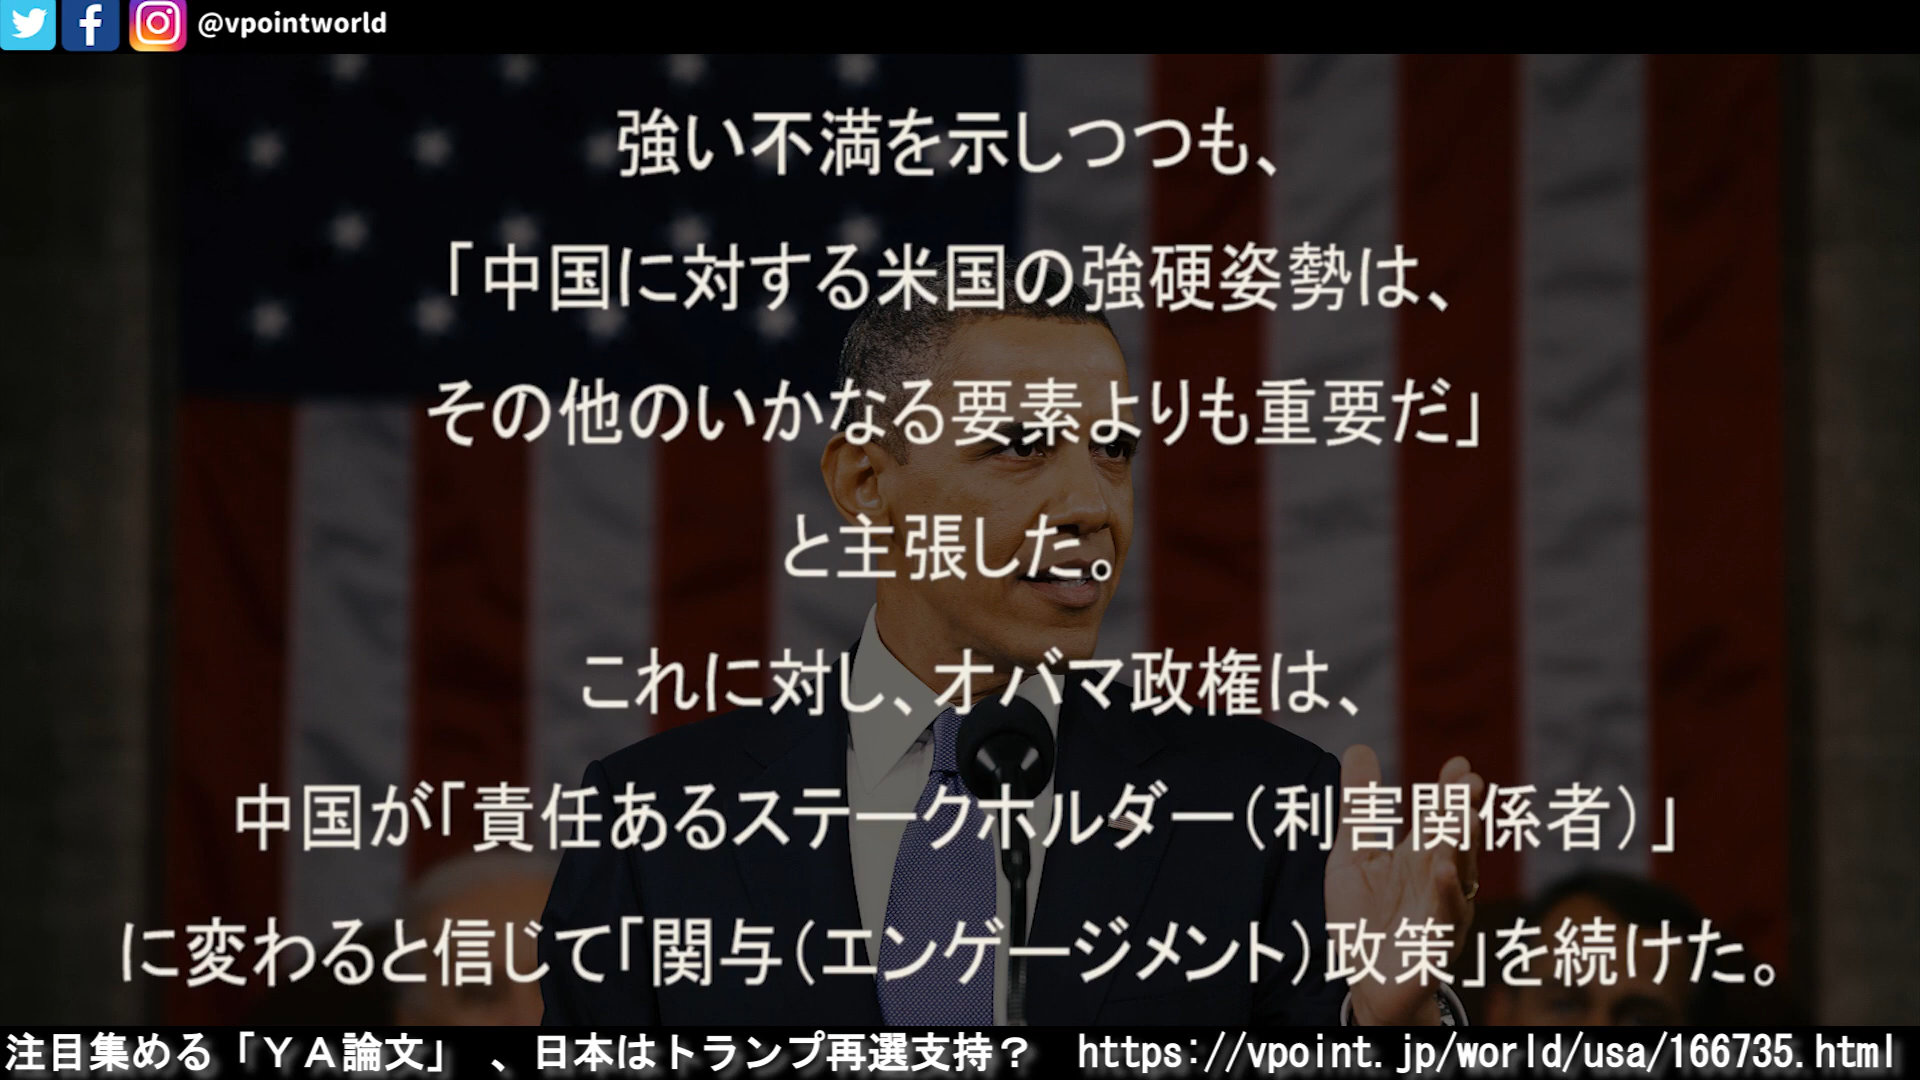 @vpointworld
強い不満を示しつつも、
「中国に対する米国の強硬姿勢は、
その他のいかなる要素よりも重要だ」
と主張した。
これに対し、オバマ政権は、
中国が「責任あるステークホルダー（利害関係者）」
に変わると信じて「関与（エンゲージメント）政策」を続けた。
注目集める「ＹＡ論文」 、日本はトランプ再選支持？ https://vpoint.jp/world/usa/166735.html